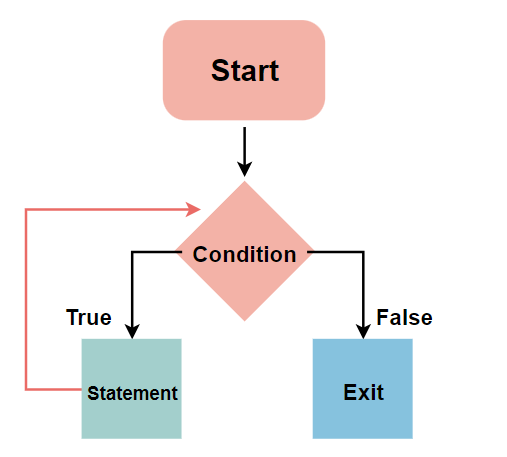 Start
Condition
True
False
Statement
Exit